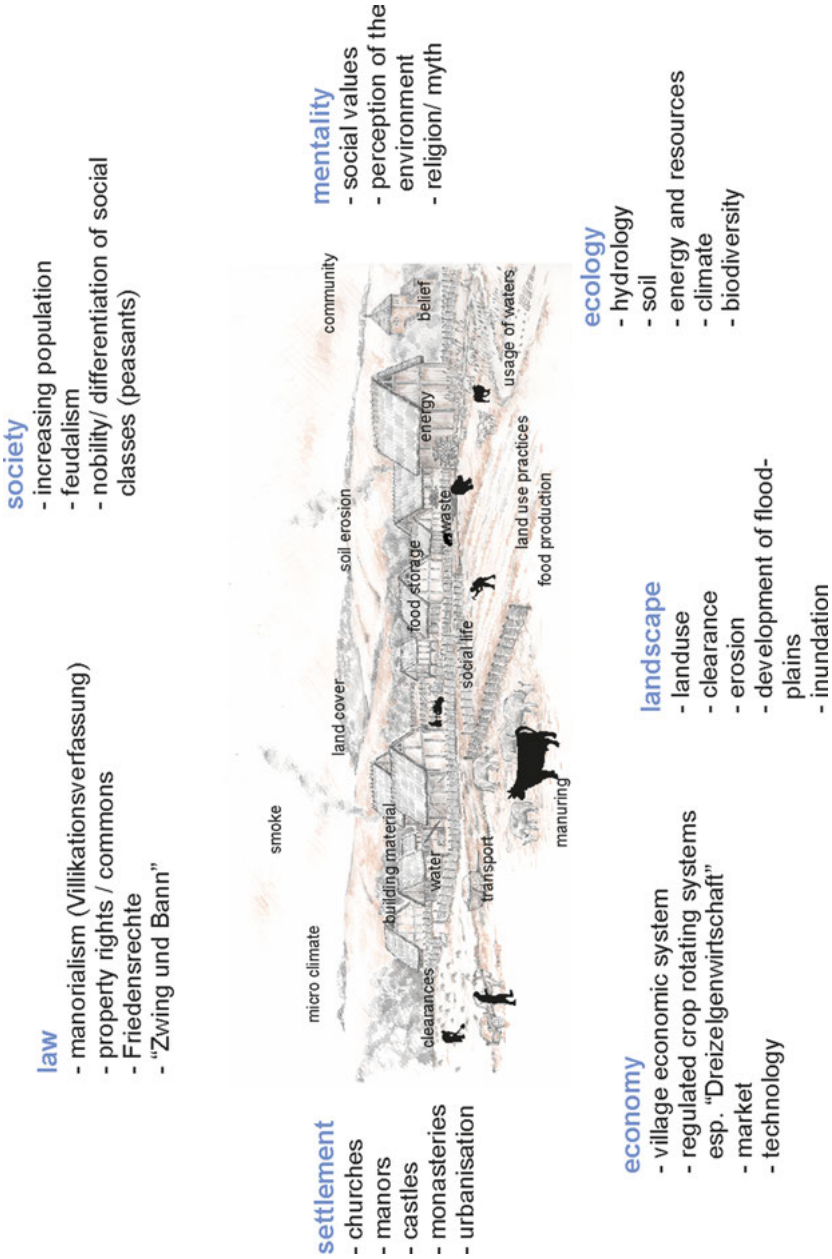 law
- manorialism (Villikationsverfassung)
- property rights / commons
- Friedensrechte
- “Zwing und Bann”
society
- increasing population
- feudalism
- nobility/ differentiation of social
classes (peasants)
settlement
- churches
- manors
- castles
- monasteries
- urbanisation
smoke
micro climate
land cover
soil erosion
community
building material
clearances
water
food storage
energy
belief
transport
social life
waste
usage of waters
manuring
land use practices
food production
mentality
- social values
- perception of the
environment
- religion/ myth
economy
- village economic system
- regulated crop rotating systems
esp. “Dreizelgenwirtschaft”
- market
- technology
landscape
- landuse
- clearance
- erosion
- development of flood-
plains
- inundation
ecology
- hydrology
- soil
- energy and resources
- climate
- biodiversity